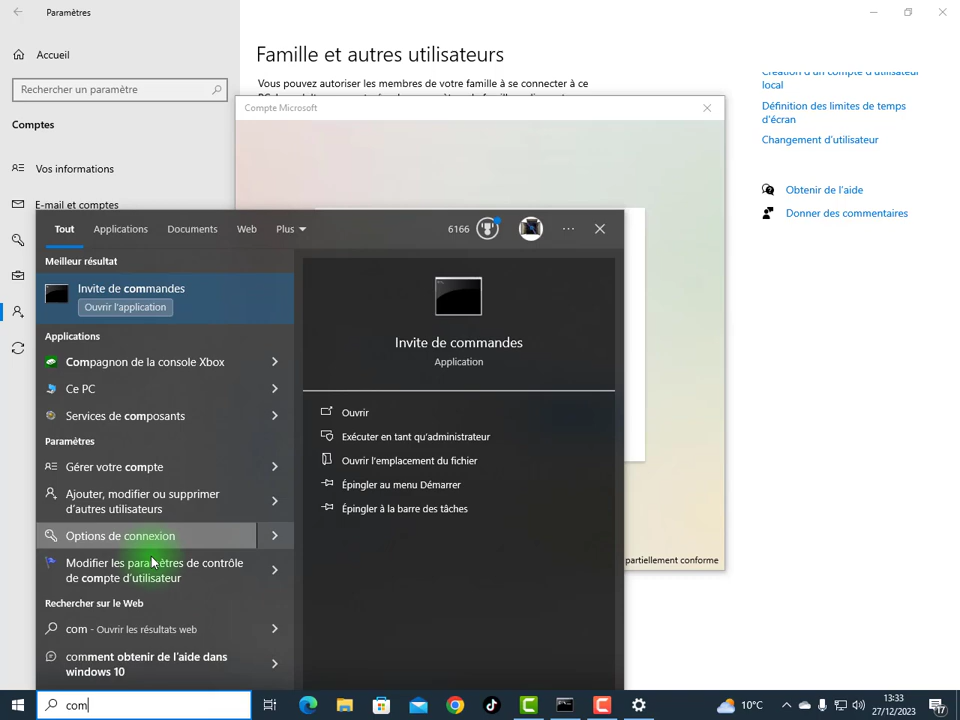 Paramètres
Accueil
Rechercher un paramètre
Comptes
Vos informations
E-mail et comptes
Famille et autres utilisateurs
Vous pouvez autoriser les membres de votre famille à se connecter à ce
Compte Microsoft
Création d'un compte d'utilisateur
local
Définition des limites de temps
d'écran
Changement d'utilisateur
Obtenir de l'aide
Donner des commentaires
Tout Applications Documents Web Plus 6166
Meilleur résultat
Invite de commandes
Ouvrir l'application
Applications
Compagnon de la console Xbox
Ce PC
Services de composants
Paramètres
Gérer votre compte
Ajouter, modifier ou supprimer
d'autres utilisateurs
Options de connexion
Modifier les paramètres de contrôle
de compte d'utilisateur
Rechercher sur le Web
com - Ouvrir les résultats web
comment obtenir de l'aide dans
windows 10
Invite de commandes
Application
Ouvrir
Exécuter en tant qu'administrateur
Ouvrir l'emplacement du fichier
Épingler au menu Démarrer
Épingler à la barre des tâches
partiellement conforme
com
10°C
13:33
27/12/2023
17